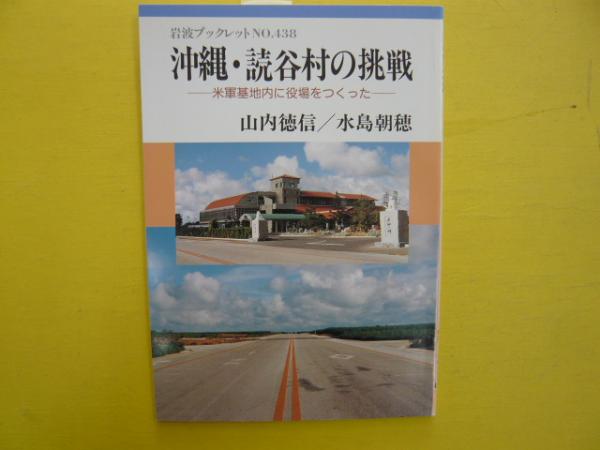 岩波ブックレットNO.438
沖縄・読谷村の挑戦
──米軍基地内に役場をつくった──
山内徳信／水島朝穂